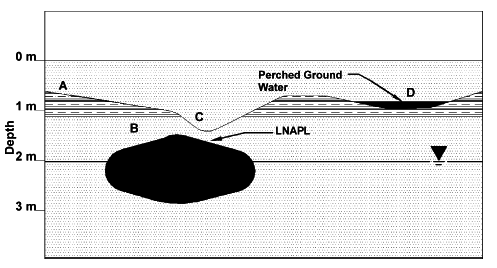 0 m
Perched Ground
Water
A
D
1 m
C
B
LNAPL
2 m
3 m
Depth